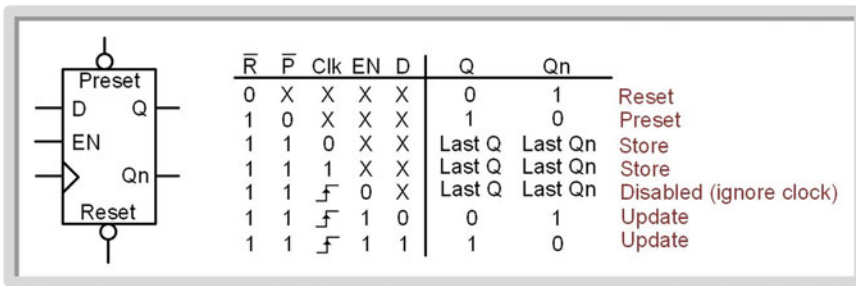 Preset
D Q
EN
Qn
Reset
R̅ P̅ Clk EN D Q Qn
0 X X X X 0 1 Reset
1 0 X X X 1 0 Preset
1 1 0 X X Last Q Last Qn Store
1 1 1 X X Last Q Last Qn Store
1 1 0 X Last Q Last Qn Disabled (ignore clock)
1 1 1 0 0 1 Update
1 1 1 1 1 0 Update